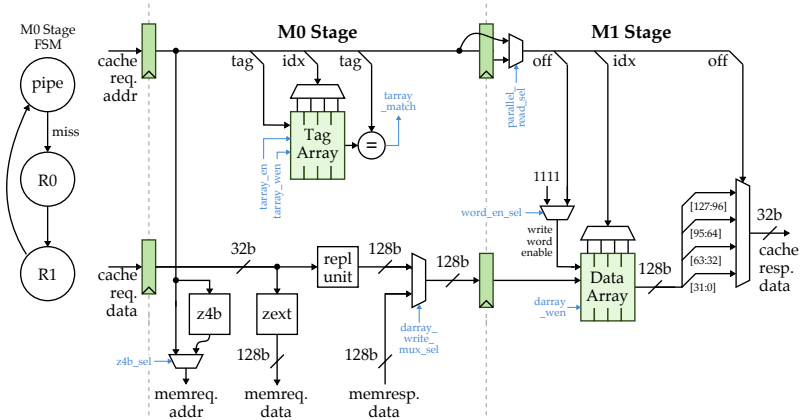 M0 Stage
FSM
pipe
miss
R0
R1
M0 Stage
M1 Stage
cache
req.
addr
tag
idx
tag
tarray
_match
Tag
Array
=
tarray_en
tarray_wen
tag
off
idx
off
parallel_
read_sel
1111
word_en_sel
write
word
enable
Data
Array
darray
_wen
128b
[127:96]
[95:64]
[63:32]
[31:0]
32b
cache
resp.
data
cache
req.
data
32b
repl
unit
128b
128b
z4b
zext
z4b_sel
128b
128b
darray_
write_
mux_sel
memreq.
addr
memreq.
data
memresp.
data